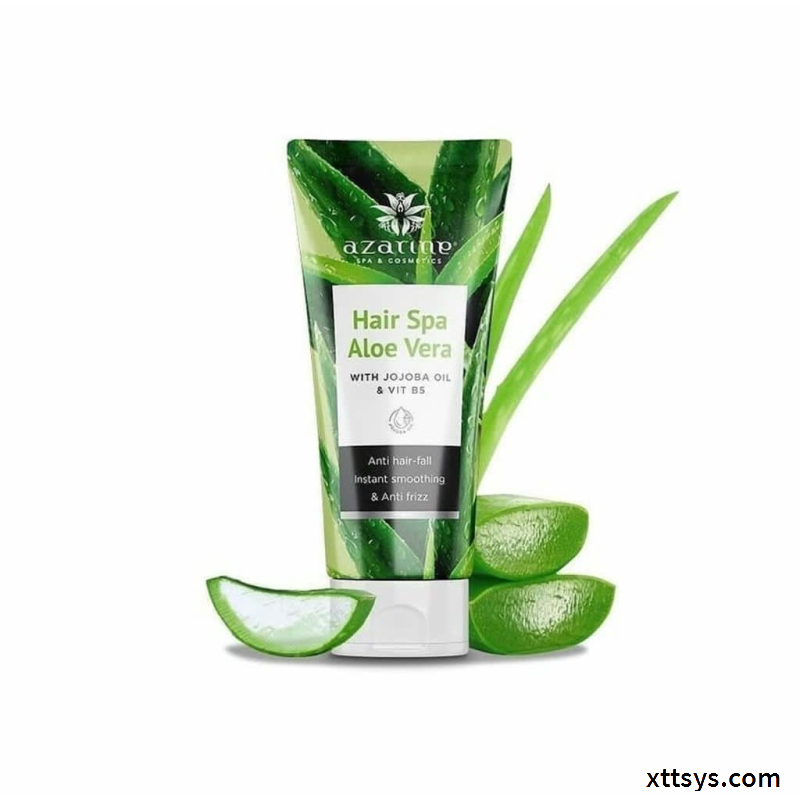 azarine
SPA & COSMETICS
Hair Spa
Aloe Vera
WITH JOJOBA OIL
& VIT B5
Anti hair-fall
Instant smoothing
& Anti frizz
xttsys.com